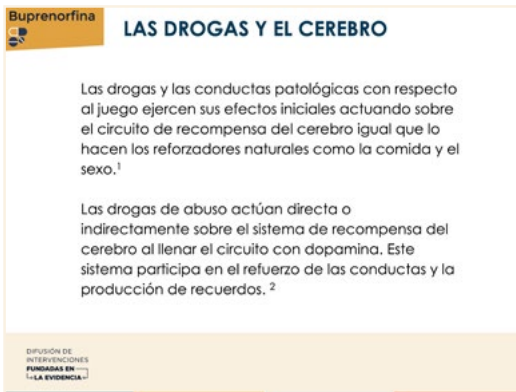 Buprenorfina
LAS DROGAS Y EL CEREBRO
Las drogas y las conductas patológicas con respecto
al juego ejercen sus efectos iniciales actuando sobre
el circuito de recompensa del cerebro igual que lo
hacen los reforzadores naturales como la comida y el
sexo.¹
Las drogas de abuso actúan directa o
indirectamente sobre el sistema de recompensa del
cerebro al llenar el circuito con dopamina. Este
sistema participa en el refuerzo de las conductas y la
producción de recuerdos. ²
DIFUSIÓN DE
INTERVENCIONES
FUNDADAS EN
LA EVIDENCIA